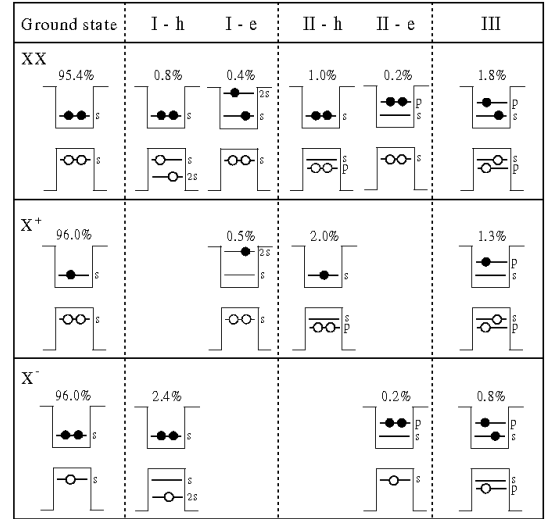 Ground state I - h I - e II - h II - e III
XX
95.4% 0.8% 0.4% 1.0% 0.2% 1.8%
2s p p
s s s s s s
s s s s s s
2s p p
X+
96.0% 0.5% 2.0% 1.3%
2s p
s s s
s s s s
p p
X-
96.0% 2.4% 0.2% 0.8%
p p
s s s s
s s s
2s p